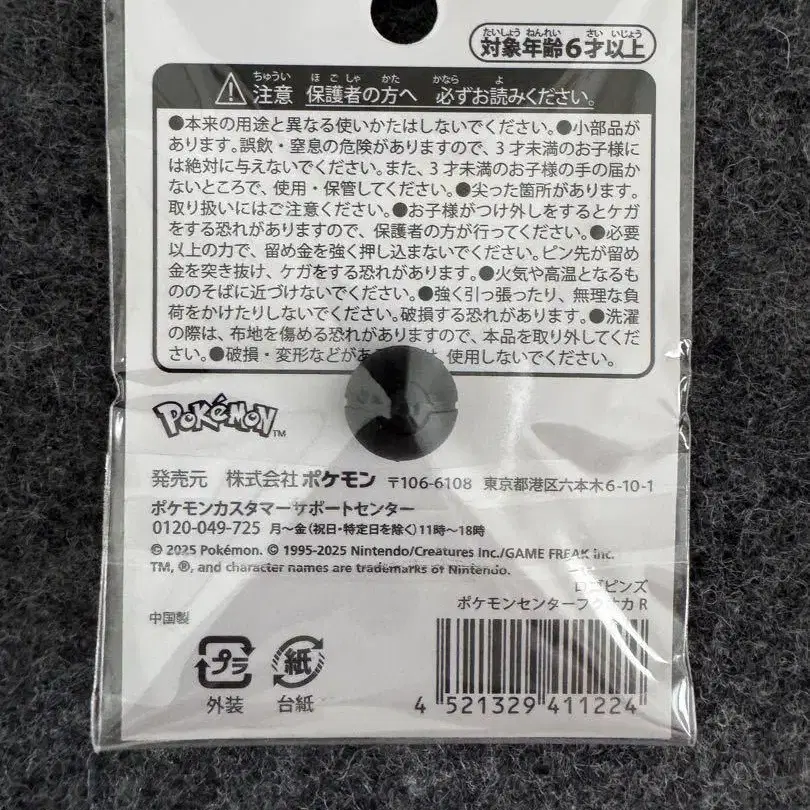 たいしょう ねんれい さい いじょう
対象年齢6才以上
ちゅうい ほごしゃ かた かなら よ
注意 保護者の方へ 必ずお読みください。
●本来の用途と異なる使いかたはしないでください。●小部品が
あります。誤飲・窒息の危険がありますので、3才未満のお子様に
は絶対に与えないでください。また、3才未満のお子様の手の届か
ないところで、使用・保管してください。●尖った箇所があります。
取り扱いにはご注意ください。●お子様がつけ外しをするとケガ
をする恐れがありますので、保護者の方が行ってください。●必要
以上の力で、留め金を強く押し込まないでください。ピン先が留め
金を突き抜け、ケガをする恐れがあります。●火気や高温となるも
ののそばに近づけないでください。●強く引っ張ったり、無理な負
荷をかけたりしないでください。破損する恐れがあります。●洗濯
の際は、布地を傷める恐れがありますので、本品を取り外してくだ
さい。●破損・変形などがあ は、使用しないでください。
POKéMON TM
発売元 株式会社ポケモン 〒106-6108 東京都港区六本木6-10-1
ポケモンカスタマーサポートセンター
0120-049-725 月～金(祝日・特定日を除く)11時～18時
© 2025 Pokémon. © 1995-2025 Nintendo/Creatures Inc./GAME FREAK inc.
TM, ®, and character names are trademarks of Nintendo.
ロゴピンズ
ポケモンセンターフクオカ R
中国製
プラ 紙
外装 台紙
4 521329 411224